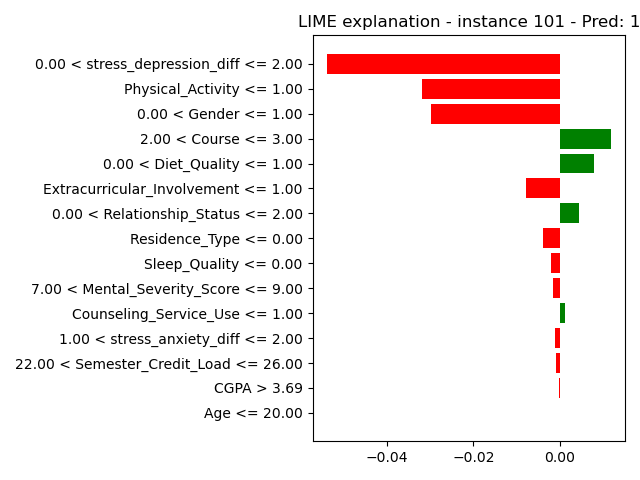 LIME explanation - instance 101 - Pred: 1
0.00 < stress_depression_diff <= 2.00
Physical_Activity <= 1.00
0.00 < Gender <= 1.00
2.00 < Course <= 3.00
0.00 < Diet_Quality <= 1.00
Extracurricular_Involvement <= 1.00
0.00 < Relationship_Status <= 2.00
Residence_Type <= 0.00
Sleep_Quality <= 0.00
7.00 < Mental_Severity_Score <= 9.00
Counseling_Service_Use <= 1.00
1.00 < stress_anxiety_diff <= 2.00
22.00 < Semester_Credit_Load <= 26.00
CGPA > 3.69
Age <= 20.00
−0.04 −0.02 0.00